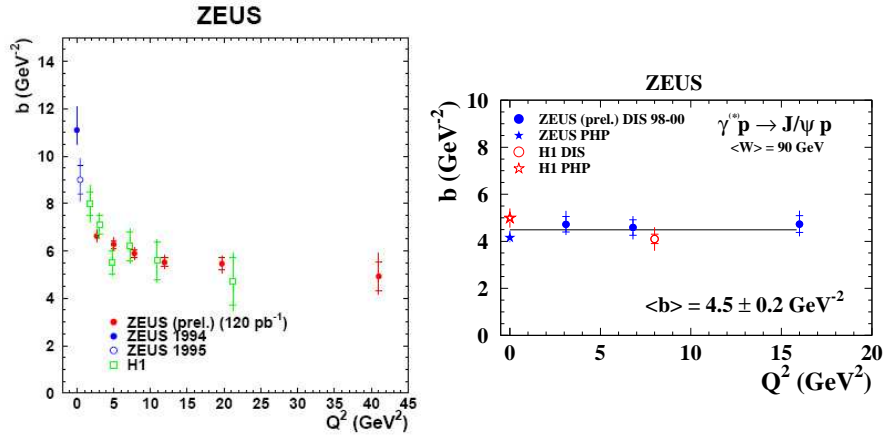 ZEUS
b (GeV⁻²)
14
12
10
8
6
4
2
0
ZEUS (prel.) (120 pb⁻¹)
ZEUS 1994
ZEUS 1995
H1
0 5 10 15 20 25 30 35 40 45
Q² (GeV²)
ZEUS
b (GeV⁻²)
10
8
6
4
2
0
ZEUS (prel.) DIS 98-00
ZEUS PHP
H1 DIS
H1 PHP
γ⁽*⁾p → J/ψ p
<W> = 90 GeV
<b> = 4.5 ± 0.2 GeV⁻²
0 5 10 15 20
Q² (GeV²)